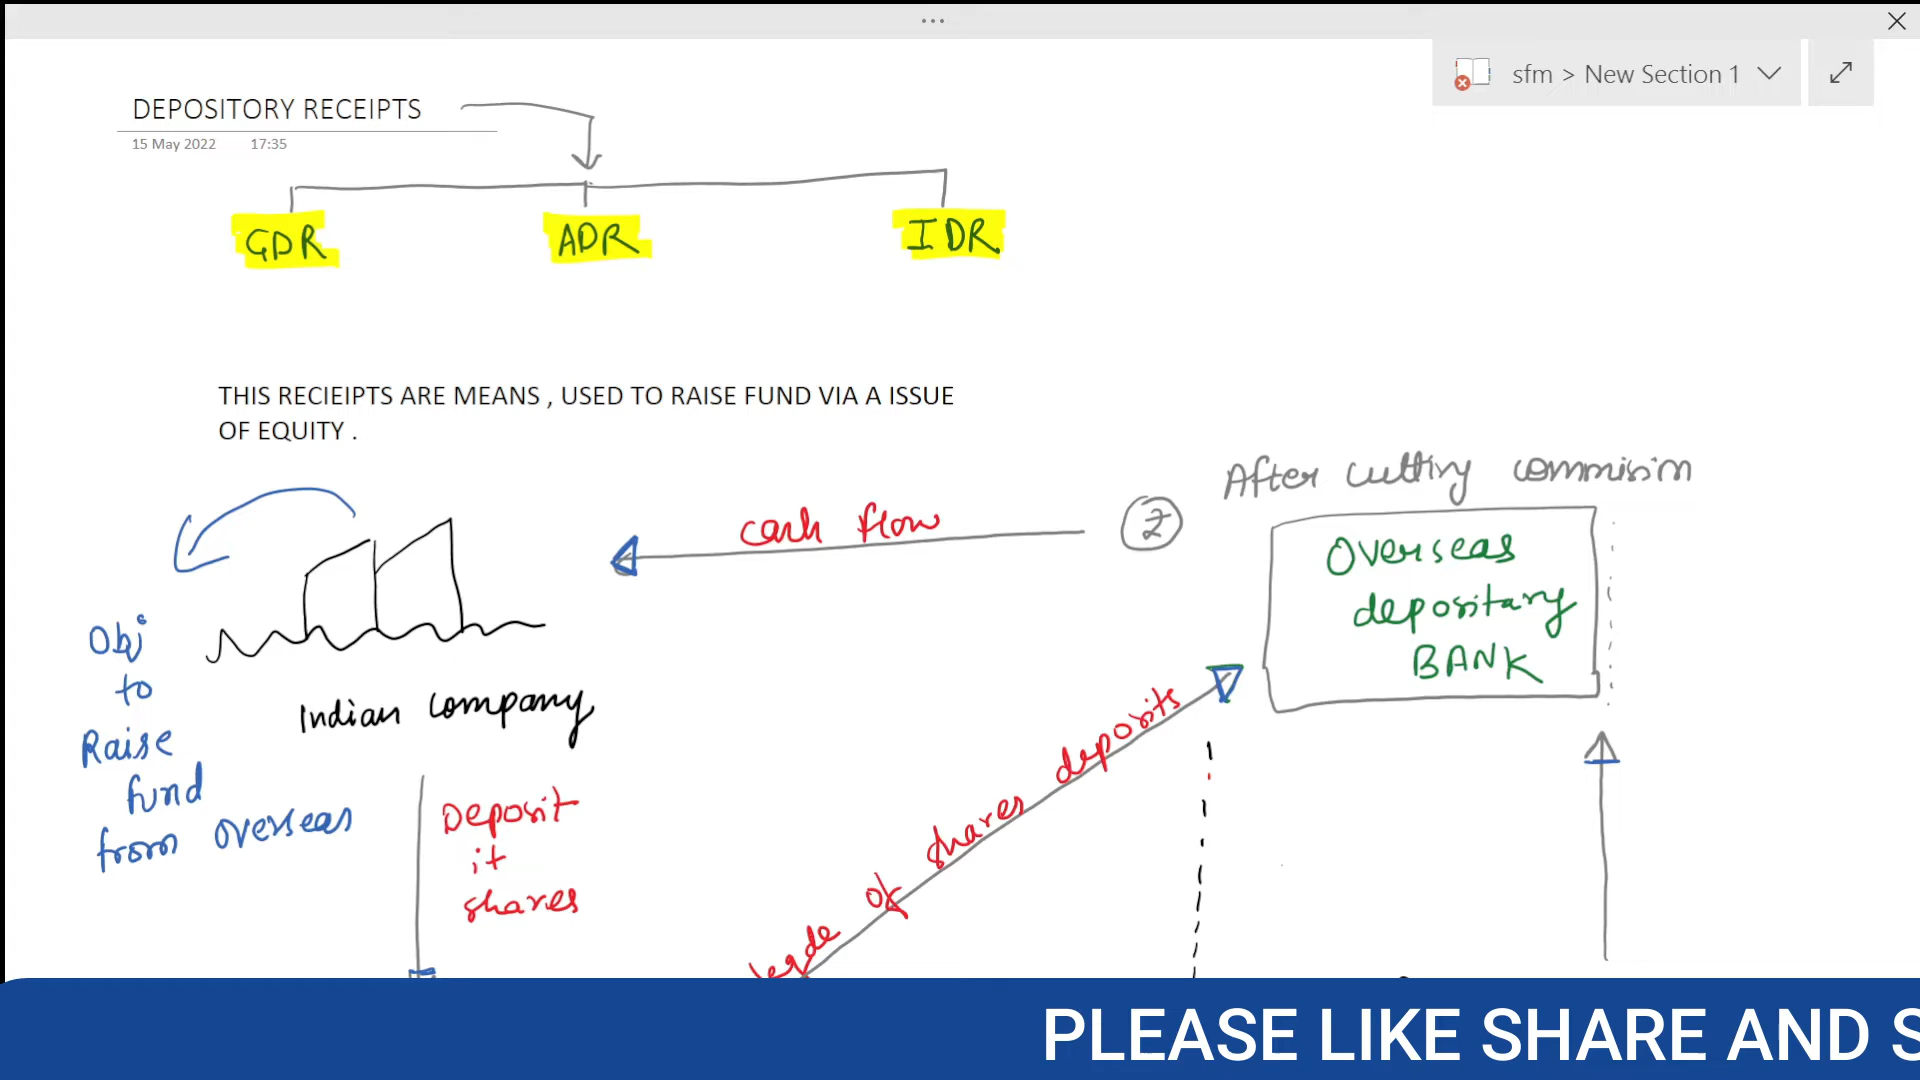 sfm > New Section 1
DEPOSITORY RECEIPTS
15 May 2022 17:35
GDR ADR IDR
THIS RECIEIPTS ARE MEANS , USED TO RAISE FUND VIA A ISSUE
OF EQUITY .
After cutting commision
cash flow
2
Overseas
depositary
BANK
Obj
to
Raise
fund
from overseas
Indian company
Deposit
it
shares
of shares deposits
PLEASE LIKE SHARE AND S